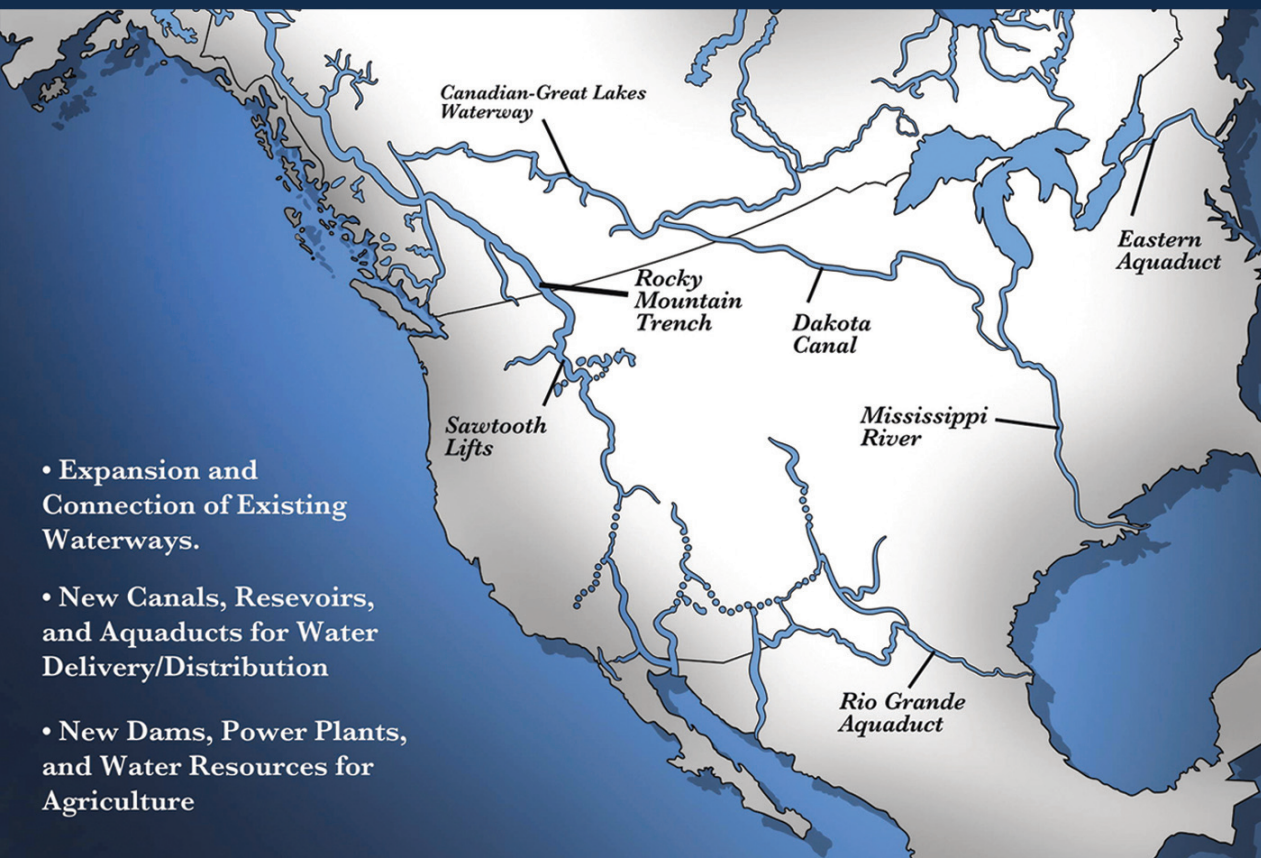 Canadian-Great Lakes
Waterway
Eastern
Aquaduct
Rocky
Mountain
Trench
Dakota
Canal
Sawtooth
Lifts
Mississippi
River
• Expansion and
Connection of Existing
Waterways.
• New Canals, Resevoirs,
and Aquaducts for Water
Delivery/Distribution
Rio Grande
Aquaduct
• New Dams, Power Plants,
and Water Resources for
Agriculture